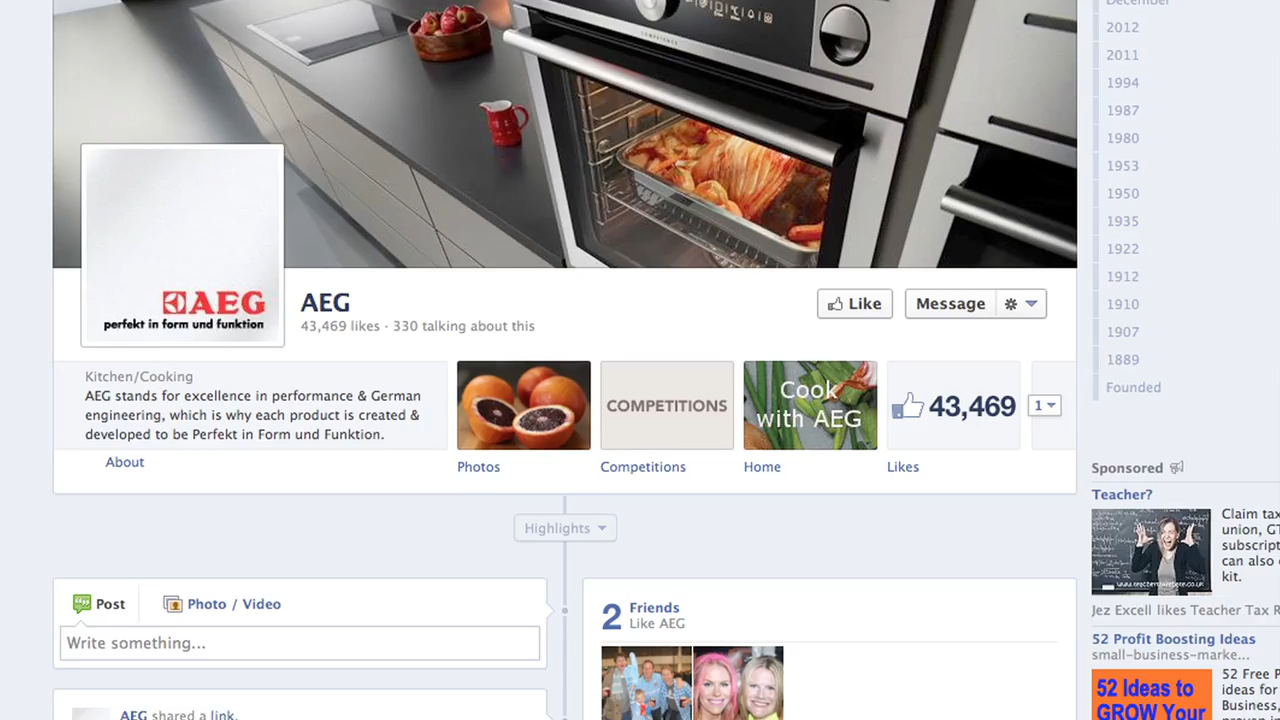 COMPETENCE
December
2012
2011
1994
1987
1980
1953
1950
1935
1922
1912
1910
1907
1889
Founded
AEG
perfekt in form und funktion
AEG
43,469 likes · 330 talking about this
Like
Message
Kitchen/Cooking
AEG stands for excellence in performance & German
engineering, which is why each product is created &
developed to be Perfekt in Form und Funktion.
About
Photos
COMPETITIONS
Competitions
Cook
with AEG
Home
43,469
Likes
1
Highlights
Post
Photo / Video
Write something...
AEG shared a link.
2 Friends
Like AEG
Sponsored
Teacher?
Claim tax
union, GT
subscript
can also
kit.
Jez Excell likes Teacher Tax R
52 Profit Boosting Ideas
small-business-marke...
52 Ideas to
GROW Your
52 Free P
ideas for
Business,